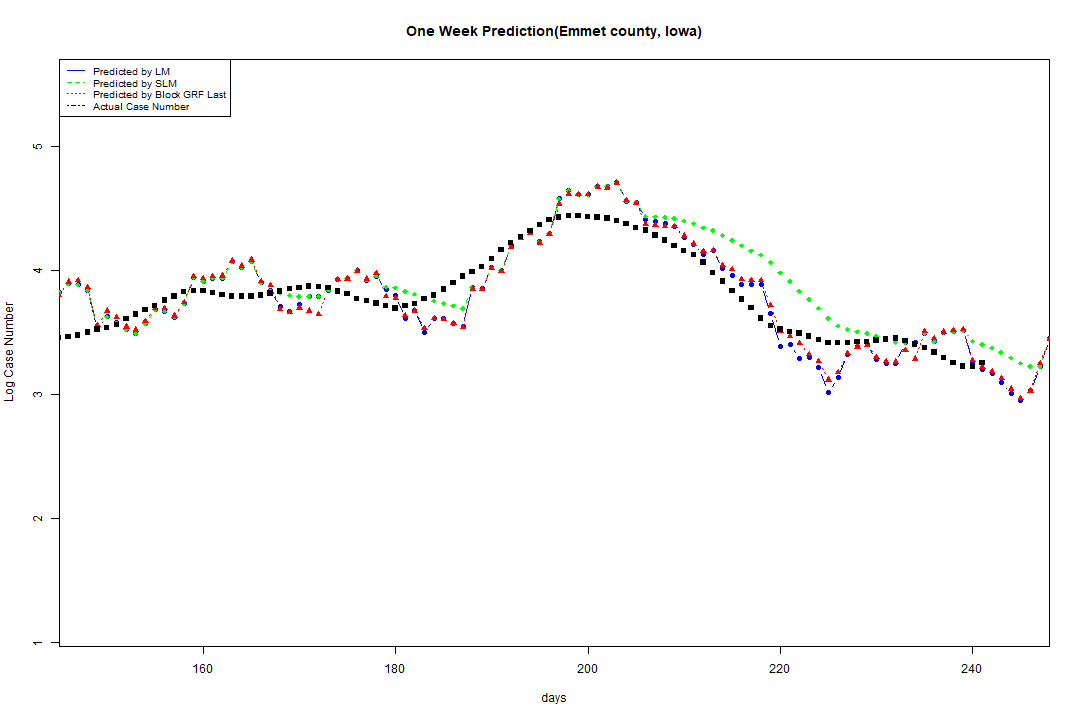 One Week Prediction(Emmet county, Iowa)
Predicted by LM
Predicted by SLM
Predicted by Block GRF Last
Actual Case Number
5
4
3
2
1
Log Case Number
160 180 200 220 240
days